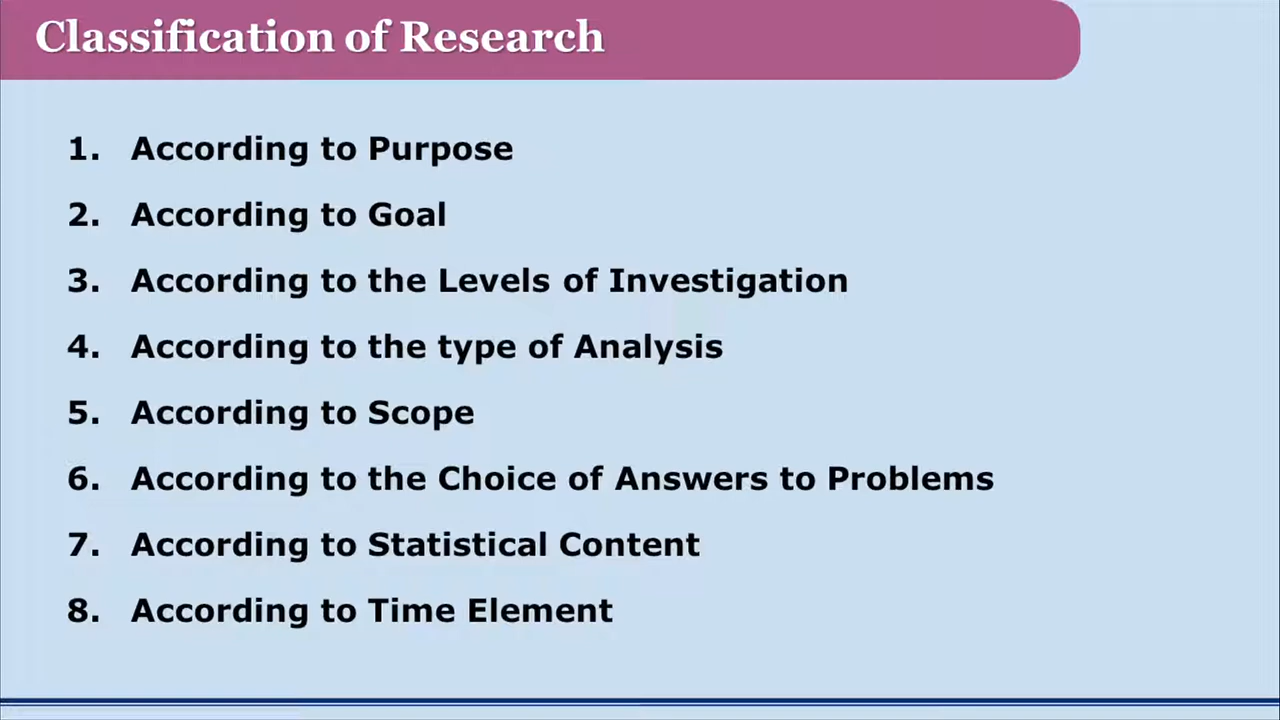 Classification of Research
1. According to Purpose
2. According to Goal
3. According to the Levels of Investigation
4. According to the type of Analysis
5. According to Scope
6. According to the Choice of Answers to Problems
7. According to Statistical Content
8. According to Time Element